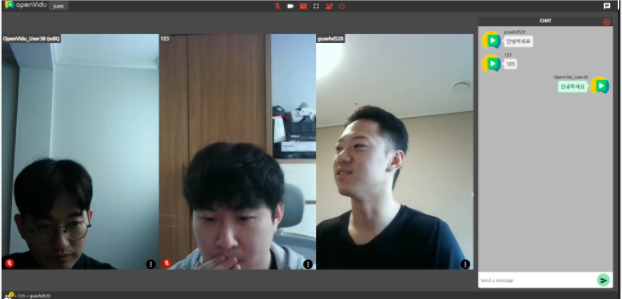 openVidu juno
OpenVidu_User38 (edit)
123
gusehd520
CHAT
gusehd520
안녕하세요
123
123
OpenVidu_User38
안녕하세요
Send a message
123 • gusehd520